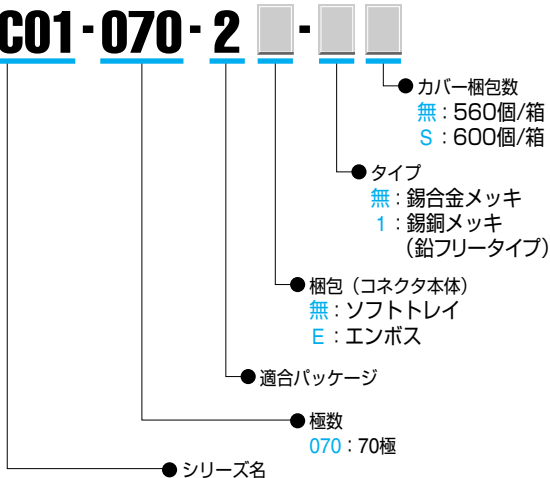 C01-070-2 -
カバー梱包数
無：560個/箱
S：600個/箱
タイプ
無：錫合金メッキ
1：錫銅メッキ
（鉛フリータイプ）
梱包（コネクタ本体）
無：ソフトトレイ
E：エンボス
適合パッケージ
極数
070：70極
シリーズ名